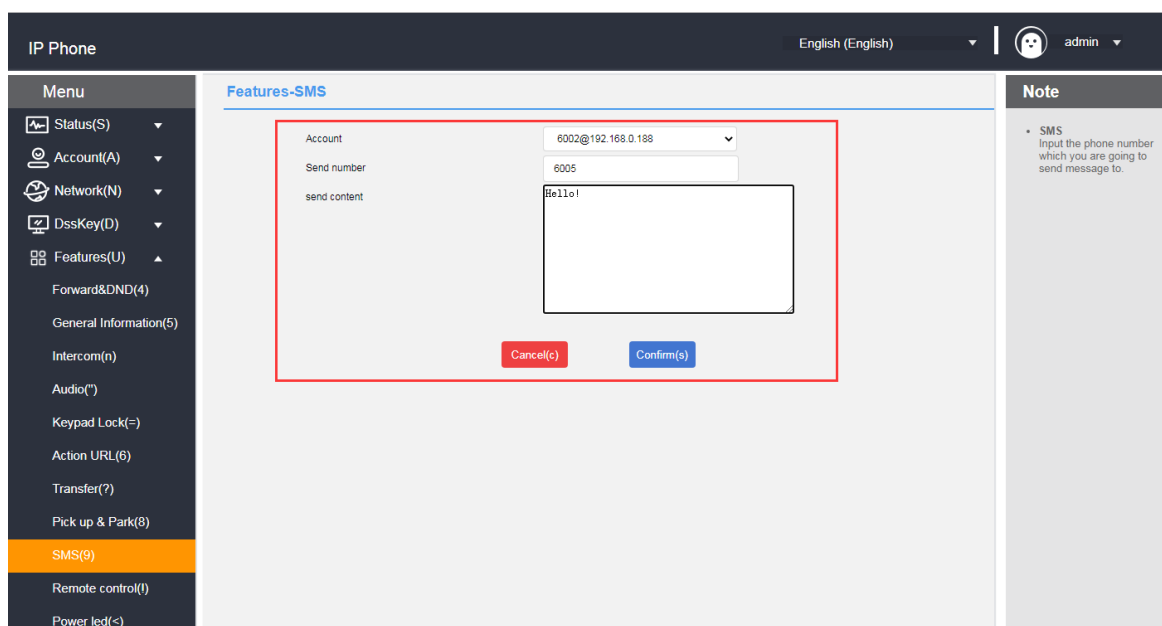 IP Phone
English (English)
admin
Menu
Status(S)
Account(A)
Network(N)
DssKey(D)
Features(U)
Forward&DND(4)
General Information(5)
Intercom(n)
Audio(")
Keypad Lock(=)
Action URL(6)
Transfer(?)
Pick up & Park(8)
SMS(9)
Remote control(!)
Power led(<)
Features-SMS
Account
6002@192.168.0.188
Send number
6005
send content
Hello!
Cancel(c)
Confirm(s)
Note
SMS
Input the phone number
which you are going to
send message to.